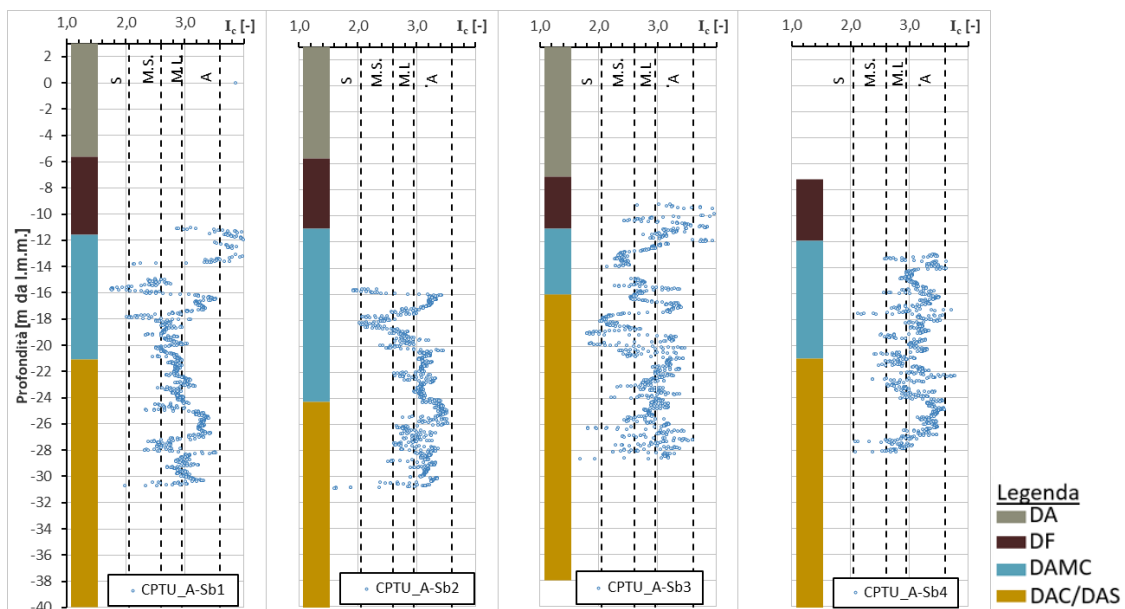 1,0 2,0 3,0 Ic [-]
1,0 2,0 3,0 Ic [-]
1,0 2,0 3,0 Ic [-]
1,0 2,0 3,0 Ic [-]
Profondità [m da l.m.m.]
2
0
-2
-4
-6
-8
-10
-12
-14
-16
-18
-20
-22
-24
-26
-28
-30
-32
-34
-36
-38
-40
S M.S. M.L A
S M.S. M.L A
S M.S. M.L A
S M.S. M.L A
CPTU_A-Sb1
CPTU_A-Sb2
CPTU_A-Sb3
CPTU_A-Sb4
Legenda
DA
DF
DAMC
DAC/DAS